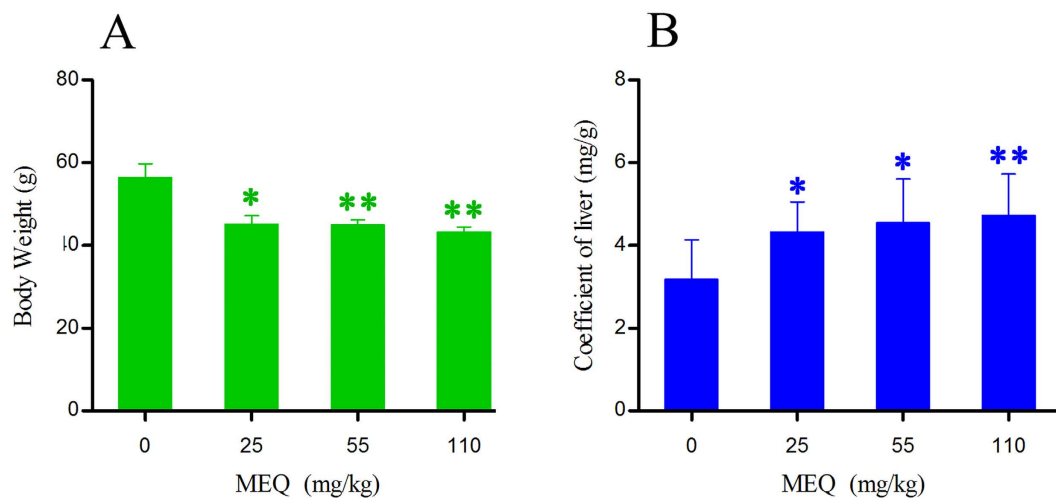 A
Body Weight (g)
80
60
40
20
0
*
**
**
0 25 55 110
MEQ (mg/kg)
B
Coefficient of liver (mg/g)
8
6
4
2
0
*
*
**
0 25 55 110
MEQ (mg/kg)